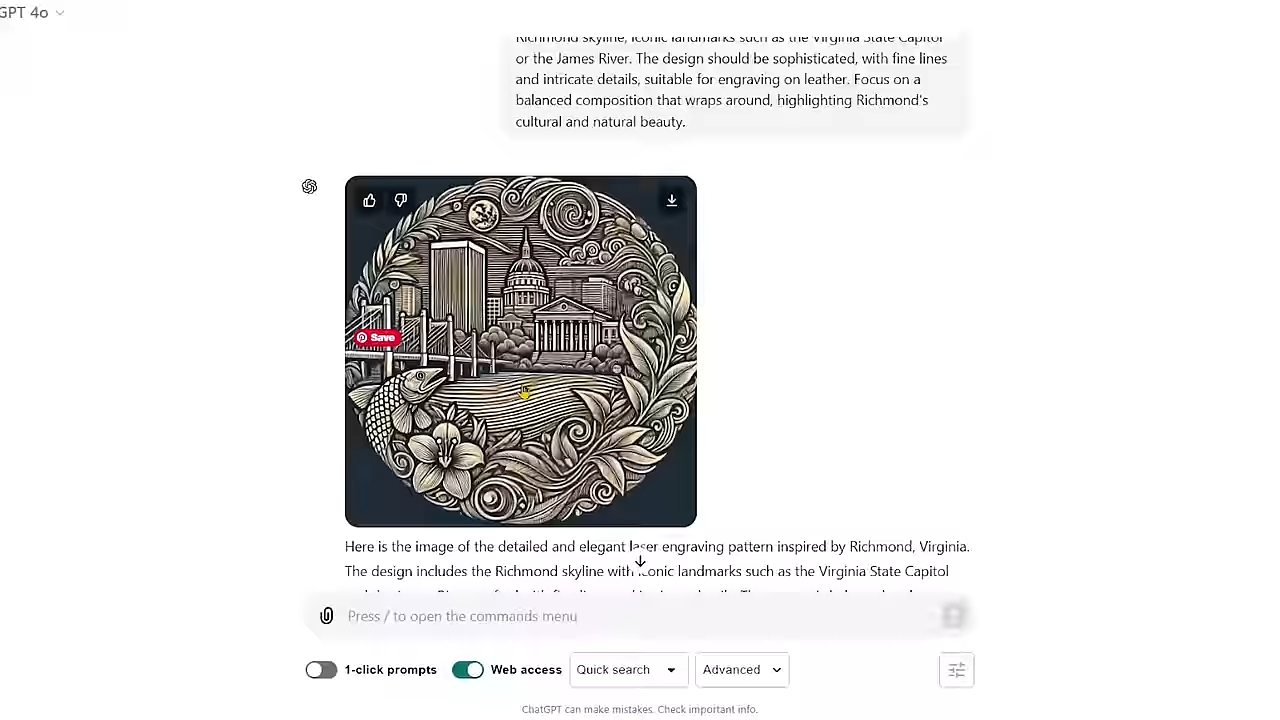 GPT 4o
Richmond skyline, iconic landmarks such as the Virginia State Capitol
or the James River. The design should be sophisticated, with fine lines
and intricate details, suitable for engraving on leather. Focus on a
balanced composition that wraps around, highlighting Richmond's
cultural and natural beauty.
Save
Here is the image of the detailed and elegant laser engraving pattern inspired by Richmond, Virginia.
The design includes the Richmond skyline with iconic landmarks such as the Virginia State Capitol
Press / to open the commands menu
1-click prompts
Web access
Quick search
Advanced
ChatGPT can make mistakes. Check important info.